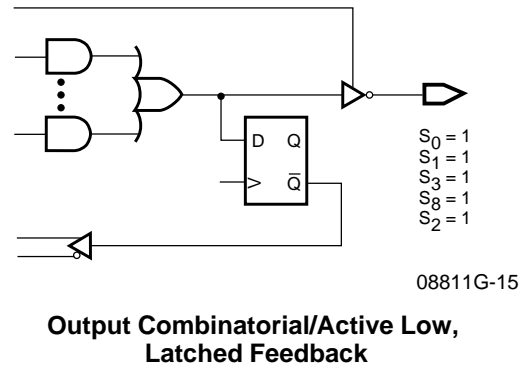 D Q
Q̅
S0 = 1
S1 = 1
S3 = 1
S8 = 1
S2 = 1
08811G-15
Output Combinatorial/Active Low,
Latched Feedback